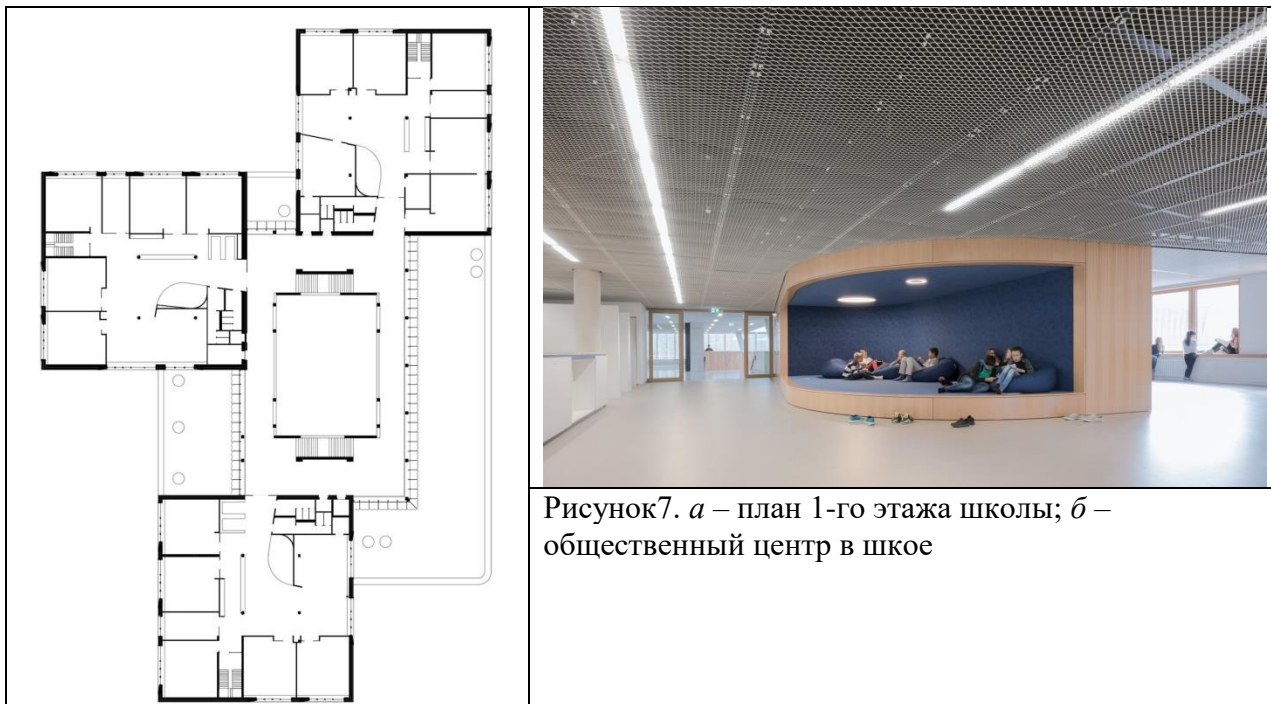 Рисунок7. а – план 1-го этажа школы; б –
общественный центр в шкое